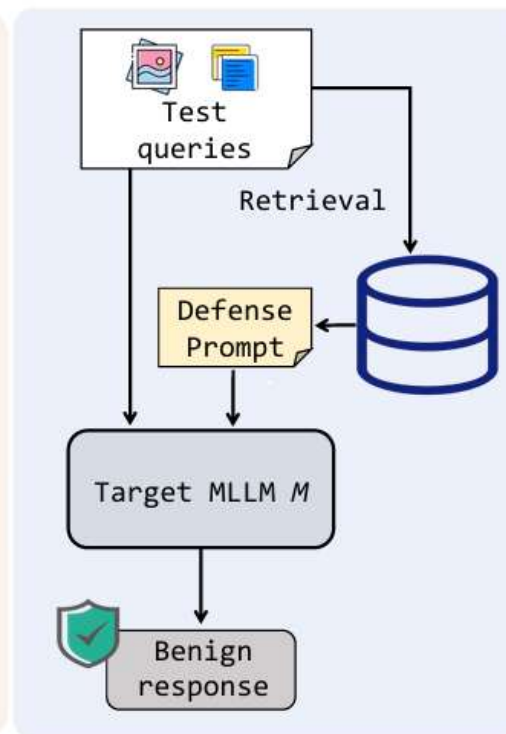 Test
queries
Retrieval
Defense
Prompt
Target MLLM M
Benign
response